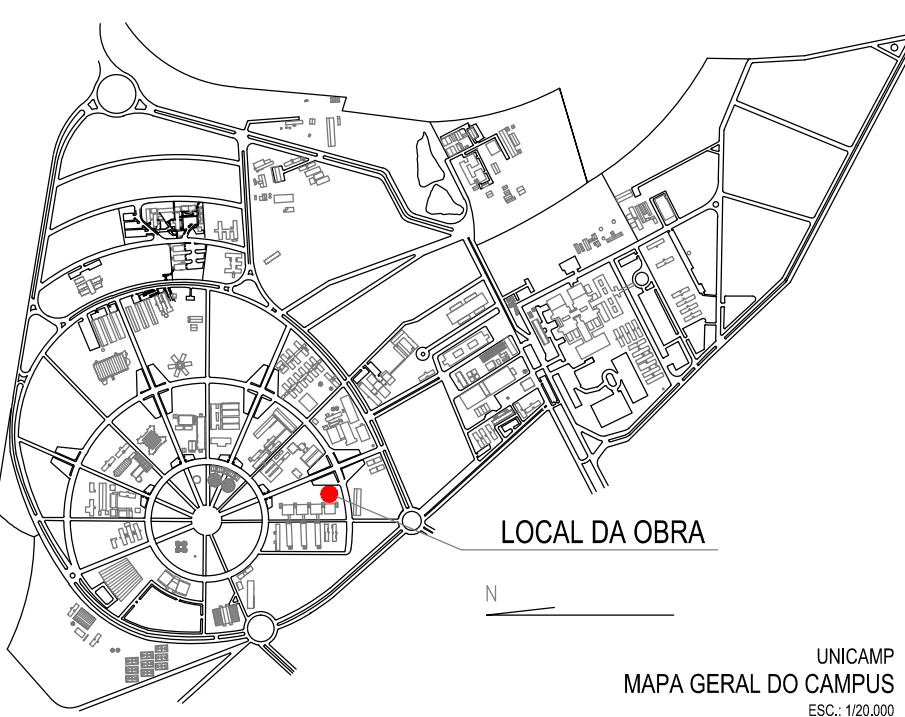 LOCAL DA OBRA
N
UNICAMP
MAPA GERAL DO CAMPUS
ESC.: 1/20.000